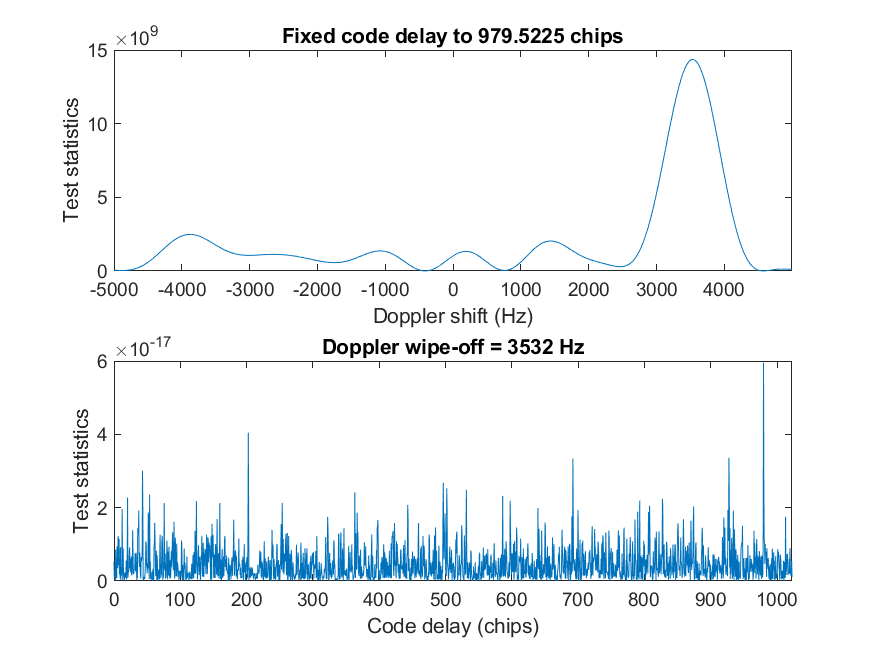 Fixed code delay to 979.5225 chips
×10^9
15
10
5
0
Test statistics
-5000 -4000 -3000 -2000 -1000 0 1000 2000 3000 4000
Doppler shift (Hz)
Doppler wipe-off = 3532 Hz
×10^-17
6
4
2
0
Test statistics
0 100 200 300 400 500 600 700 800 900 1000
Code delay (chips)